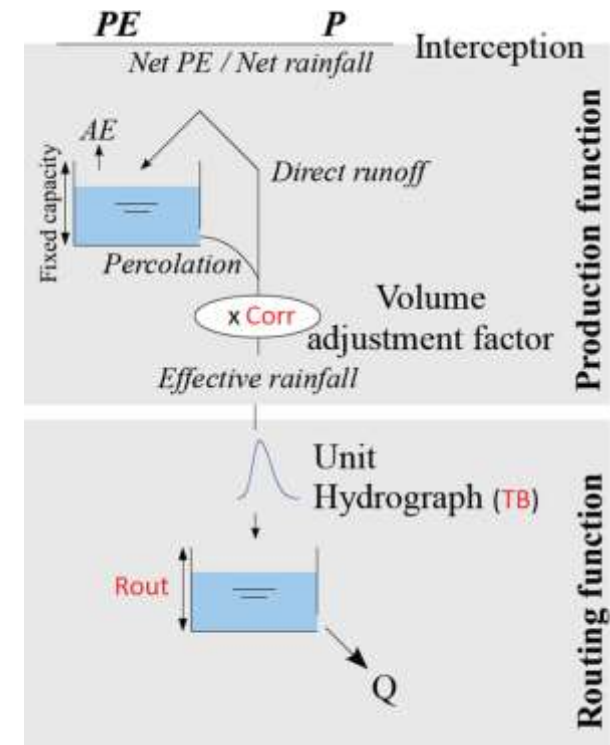 PE P
Interception
Net PE / Net rainfall
AE
Fixed capacity
Direct runoff
Percolation
x Corr
Volume
adjustment factor
Effective rainfall
Production function
Unit
Hydrograph (TB)
Rout
Q
Routing function